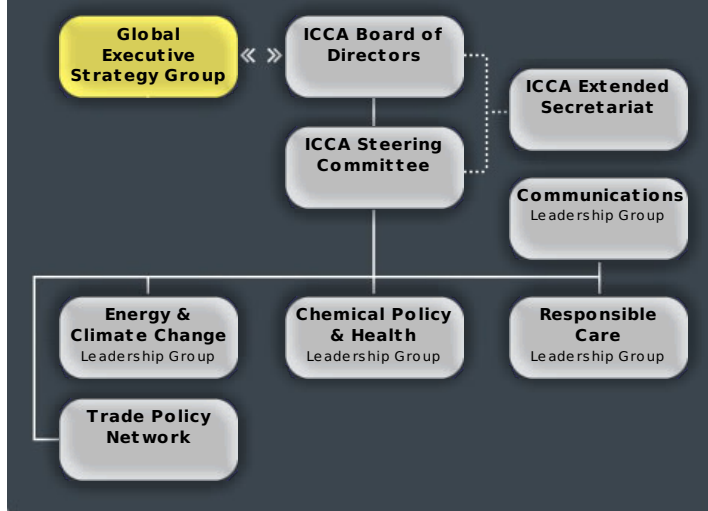 Global
Executive
Strategy Group
ICCA Board of
Directors
ICCA Extended
Secretariat
ICCA Steering
Committee
Communications
Leadership Group
Energy &
Climate Change
Leadership Group
Chemical Policy
& Health
Leadership Group
Responsible
Care
Leadership Group
Trade Policy
Network